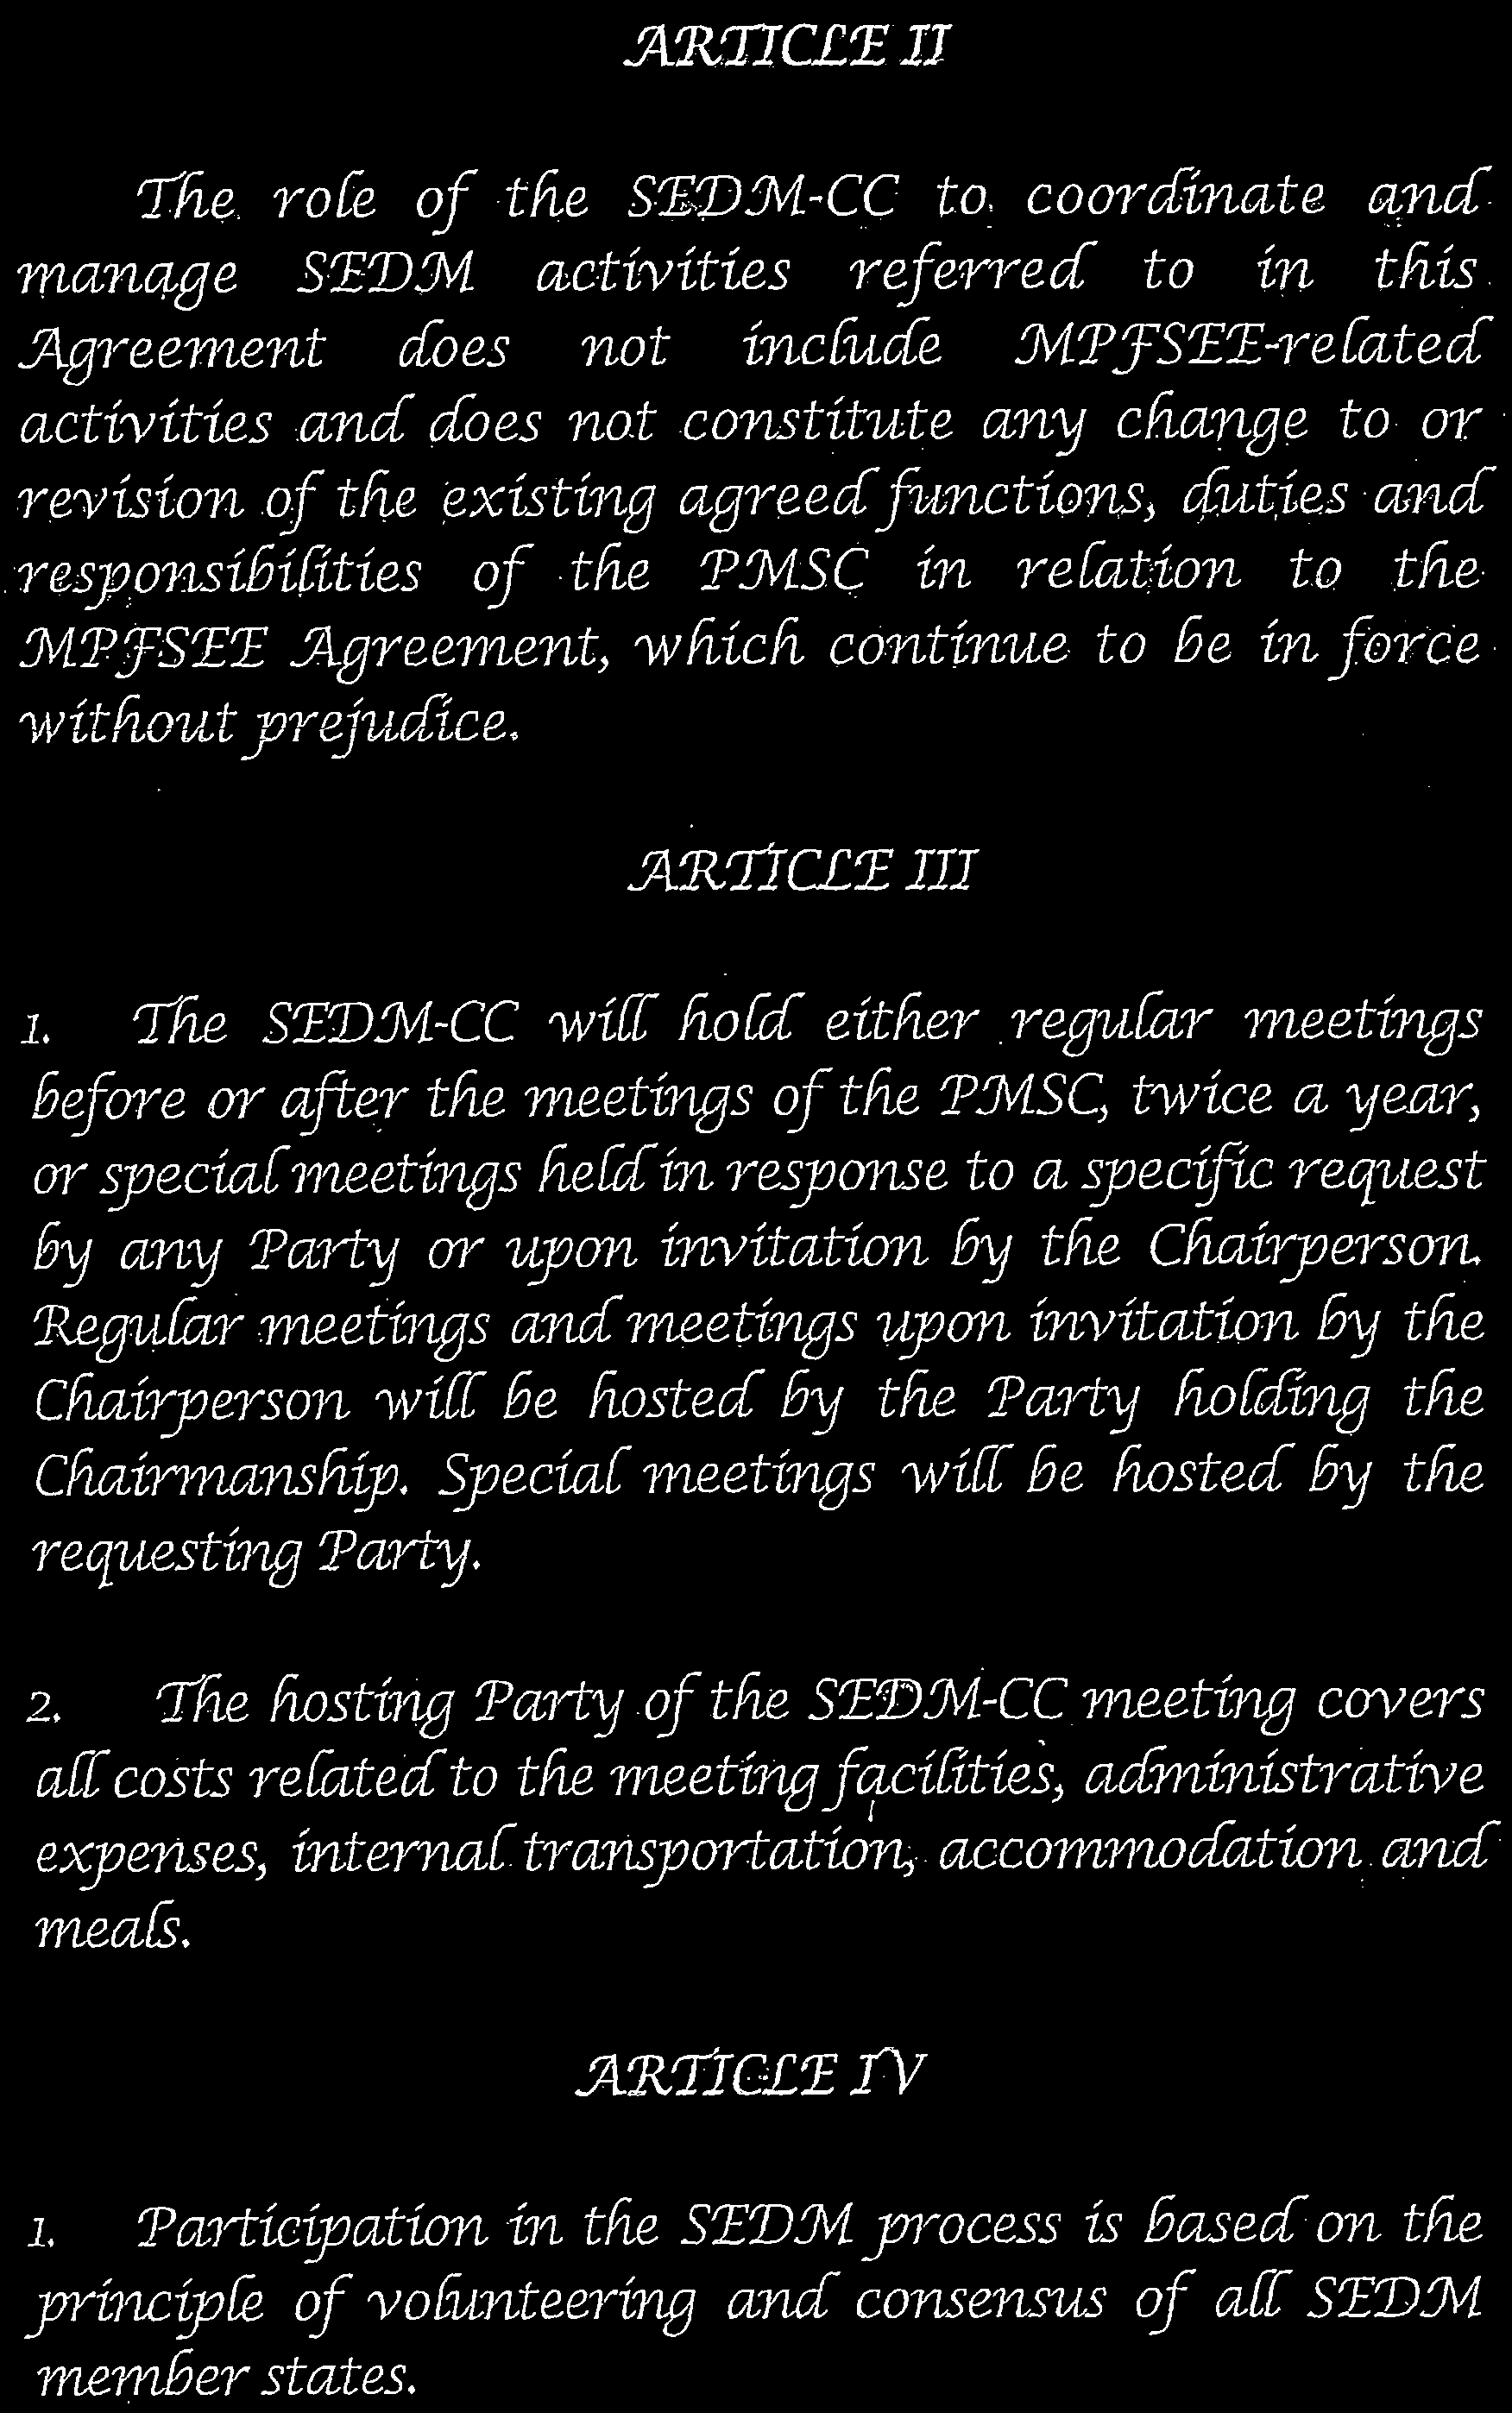 ARTICLE II
The role of the SEDM-CC to coordinate and
manage SEDM activities referred to in this
Agreement does not include MPFSEE-related
activities and does not constitute any change to or
revision of the existing agreed functions, duties and
responsibilities of the PMSC in relation to the
MPFSEE Agreement, which continue to be in force
without prejudice.
ARTICLE III
1. The SEDM-CC will hold either regular meetings
before or after the meetings of the PMSC, twice a year,
or special meetings held in response to a specific request
by any Party or upon invitation by the Chairperson.
Regular meetings and meetings upon invitation by the
Chairperson will be hosted by the Party holding the
Chairmanship. Special meetings will be hosted by the
requesting Party.
2. The hosting Party of the SEDM-CC meeting covers
all costs related to the meeting facilities, administrative
expenses, internal transportation, accommodation and
meals.
ARTICLE IV
1. Participation in the SEDM process is based on the
principle of volunteering and consensus of all SEDM
member states.